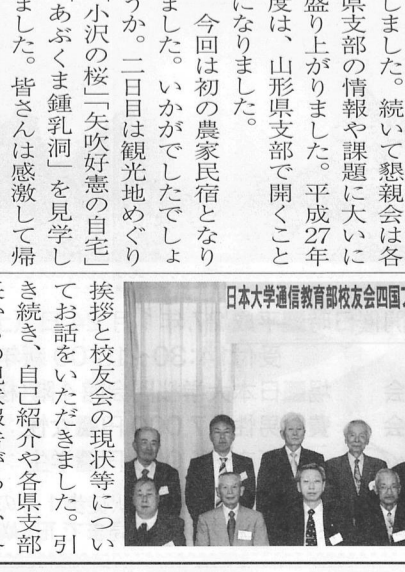 しました。続いて懇親会は各
県支部の情報や課題に大いに
盛り上がりました。平成27年
度は、山形県支部で開くこと
になりました。
今回は初の農家民宿となり
ました。いかがでしたでしょ
うか。二日目は観光地めぐり
「小沢の桜」「矢吹好憲の自宅」
「あぶくま鍾乳洞」を見学し
ました。皆さんは感激して帰
日本大学通信教育部校友会四国
挨拶と校友会の現状等につい
てお話をいただきました。引
き続き、自己紹介や各県支部